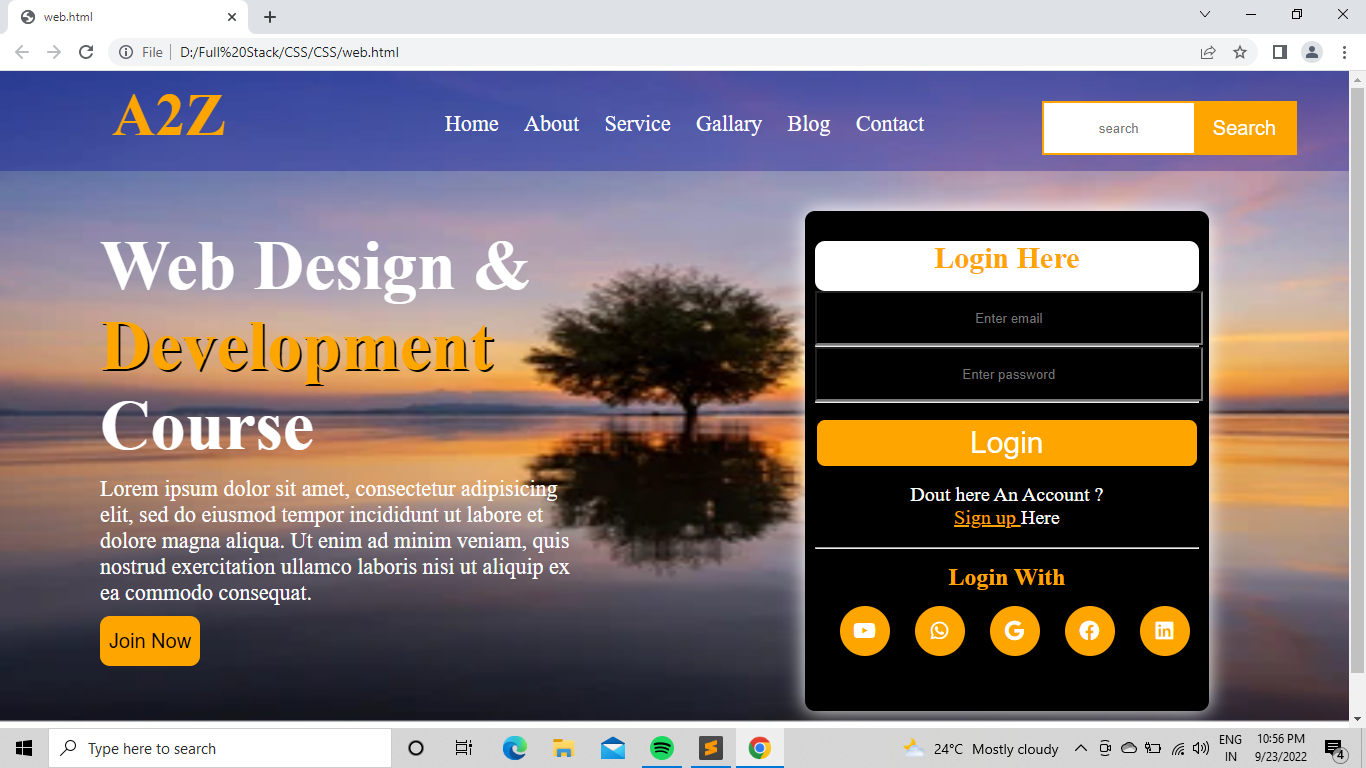 web.html
File
D:/Full%20Stack/CSS/CSS/web.html
A2Z
Home About Service Gallary Blog Contact
search Search
Web Design &
Development
Course
Lorem ipsum dolor sit amet, consectetur adipisicing
elit, sed do eiusmod tempor incididunt ut labore et
dolore magna aliqua. Ut enim ad minim veniam, quis
nostrud exercitation ullamco laboris nisi ut aliquip ex
ea commodo consequat.
Join Now
Login Here
Enter email
Enter password
Login
Dout here An Account ?
Sign up Here
Login With
Type here to search
24°C Mostly cloudy
ENG
IN
10:56 PM
9/23/2022
4